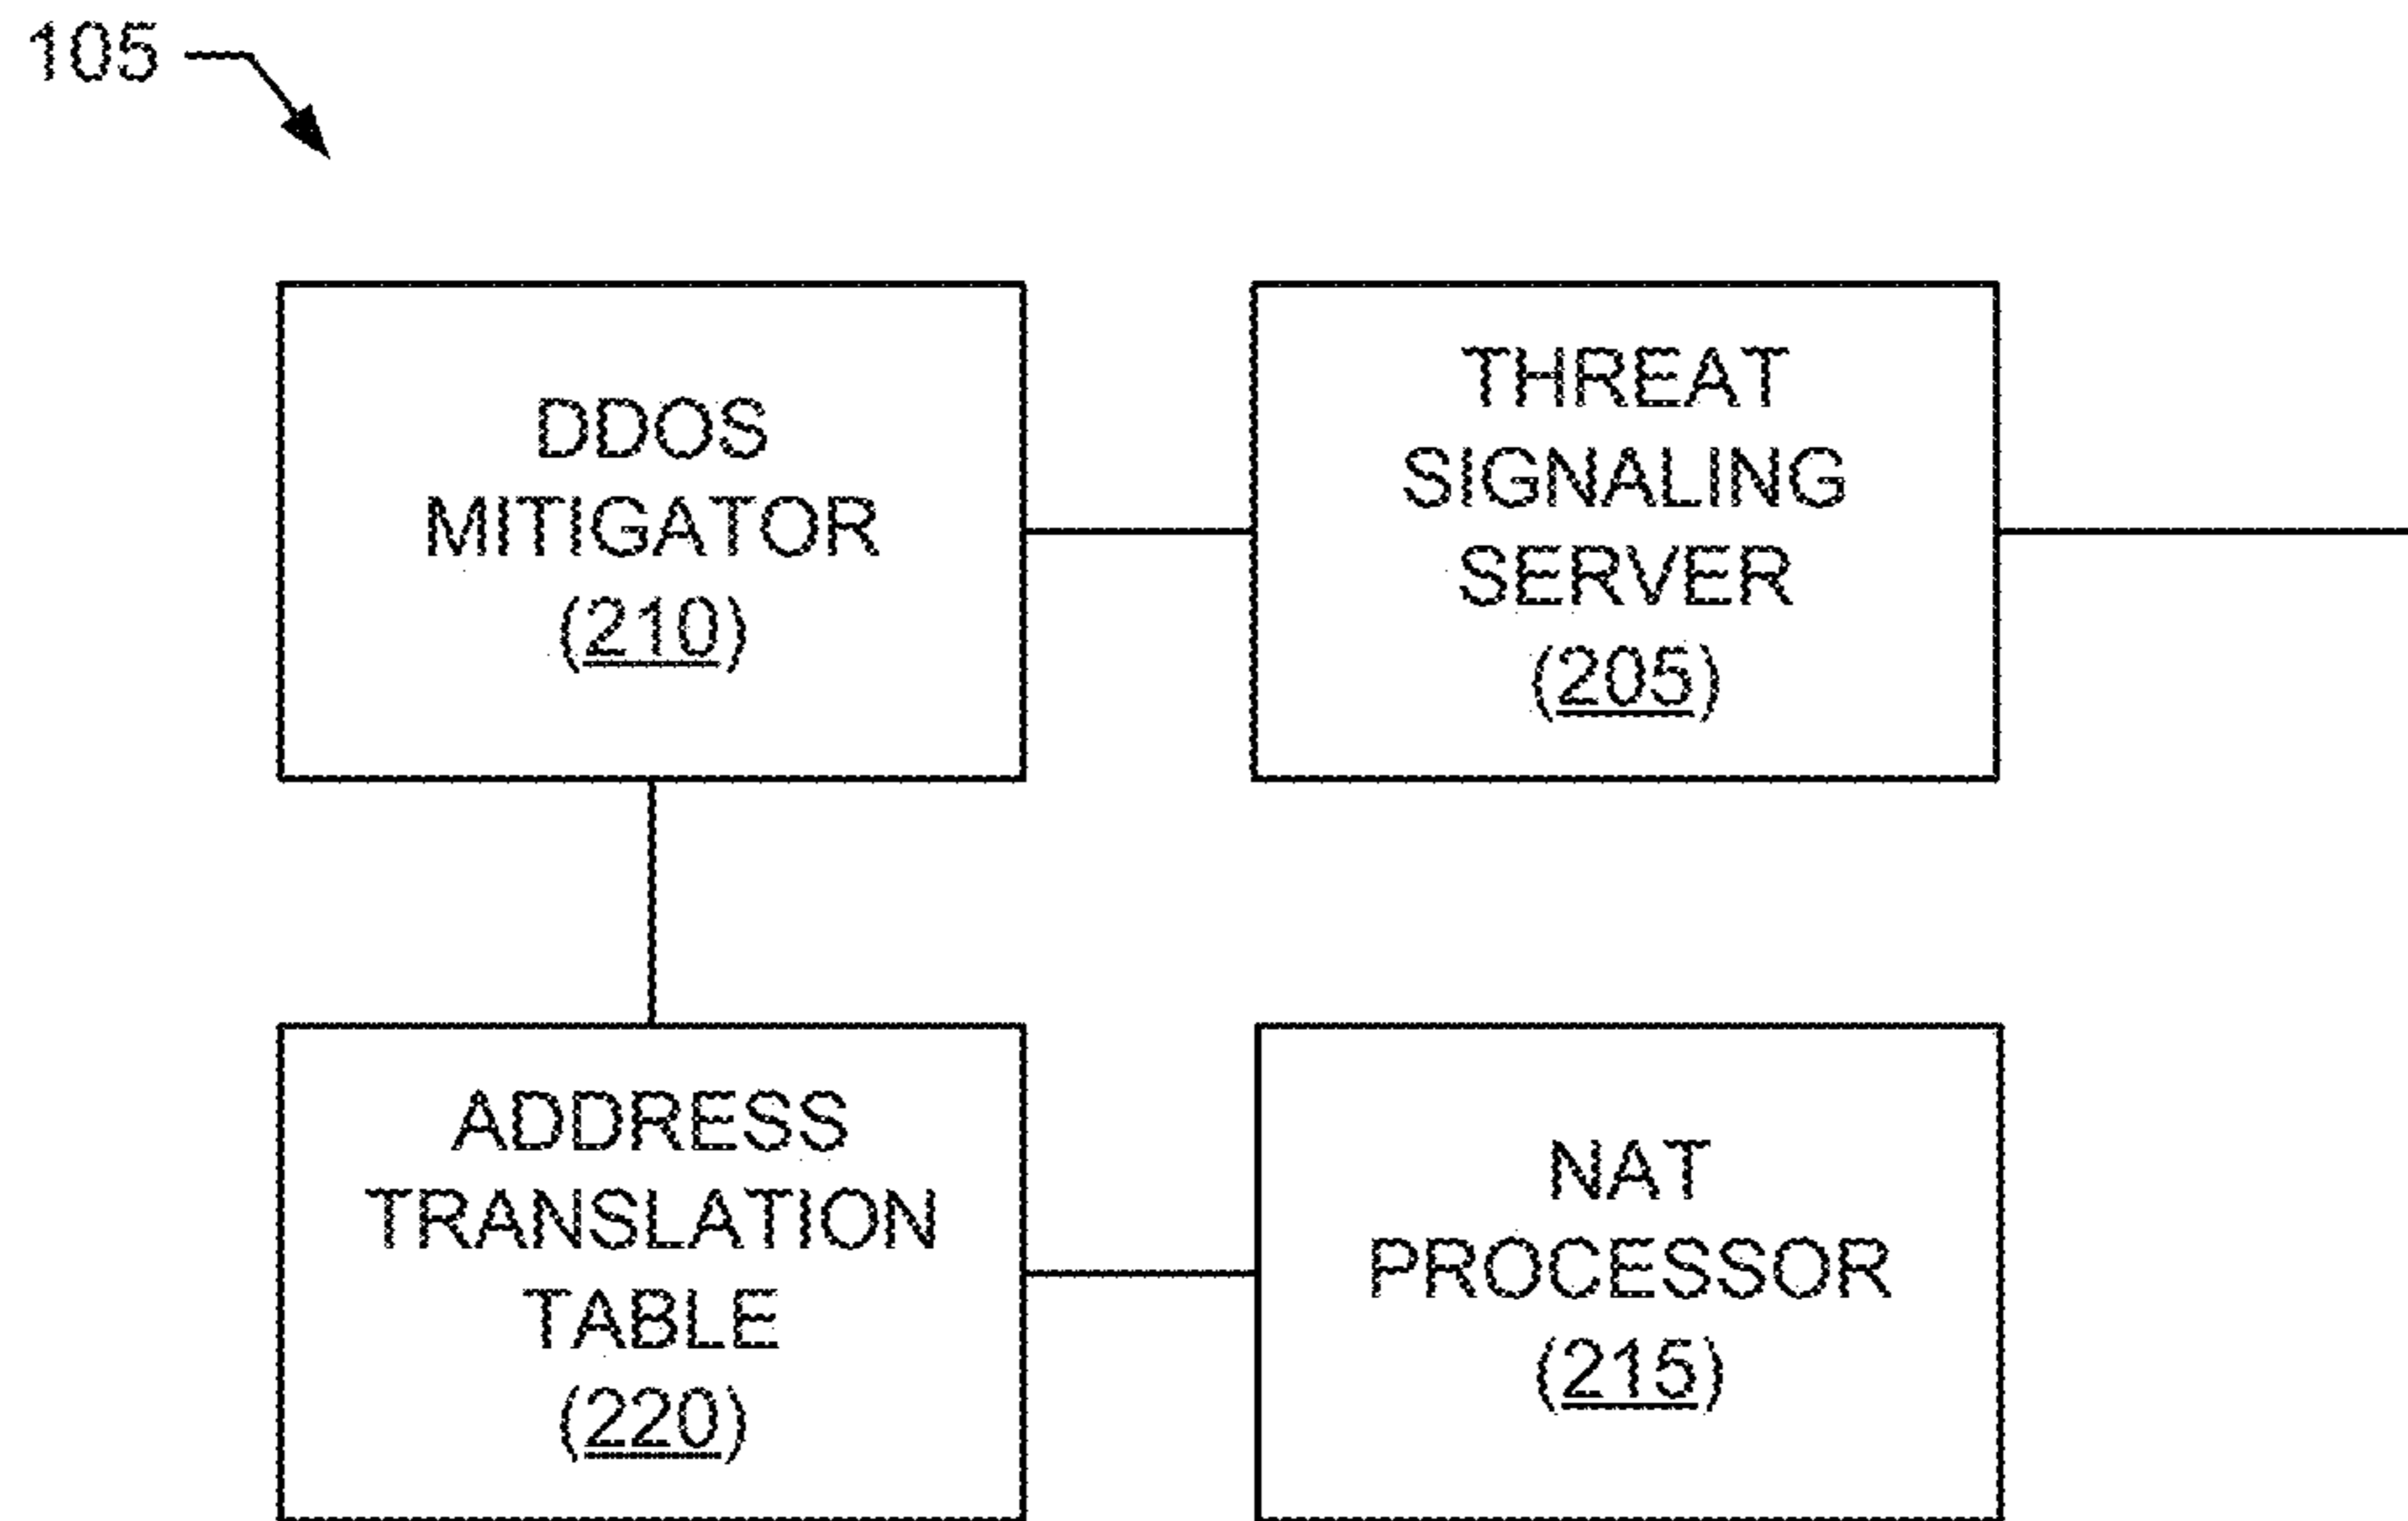 105
DDOS
MITIGATOR
(210)
THREAT
SIGNALING
SERVER
(205)
ADDRESS
TRANSLATION
TABLE
(220)
NAT
PROCESSOR
(215)